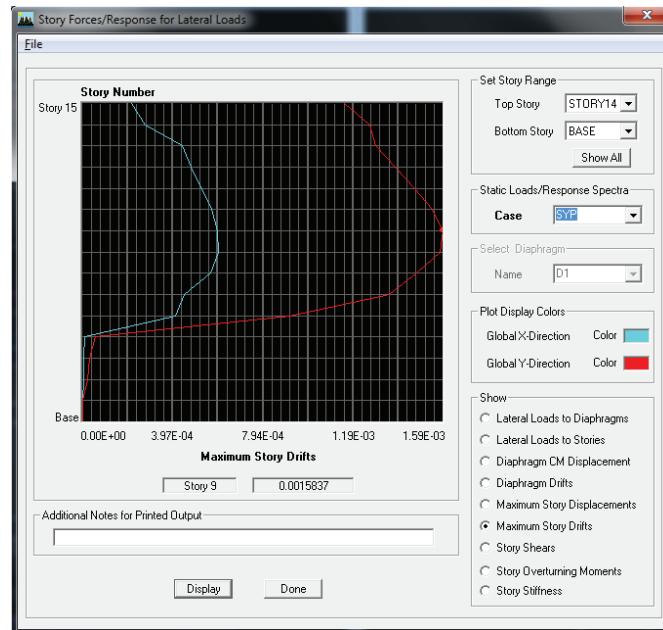 Story Forces/Response for Lateral Loads
File
Story Number
Story 15
Base
0.00E+00 3.97E-04 7.94E-04 1.19E-03 1.59E-03
Maximum Story Drifts
Story 9 0.0015837
Additional Notes for Printed Output
Display Done
Set Story Range
Top Story STORY14
Bottom Story BASE
Show All
Static Loads/Response Spectra
Case SYP
Select Diaphragm
Name D1
Plot Display Colors
Global X-Direction Color
Global Y-Direction Color
Show
Lateral Loads to Diaphragms
Lateral Loads to Stories
Diaphragm CM Displacement
Diaphragm Drifts
Maximum Story Displacements
Maximum Story Drifts
Story Shears
Story Overturning Moments
Story Stiffness